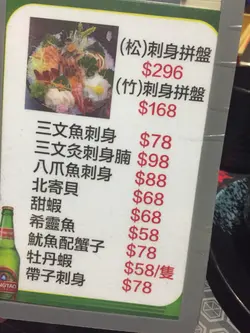 (松)刺身拼盤
$296
(竹)刺身拼盤
$168
三文魚刺身 $78
三文灸刺身腩 $98
八爪魚刺身 $88
北寄貝 $68
甜蝦 $68
希靈魚 $58
魷魚配蟹子 $78
牡丹蝦 $58/隻
帶子刺身 $78
TSINGTAO